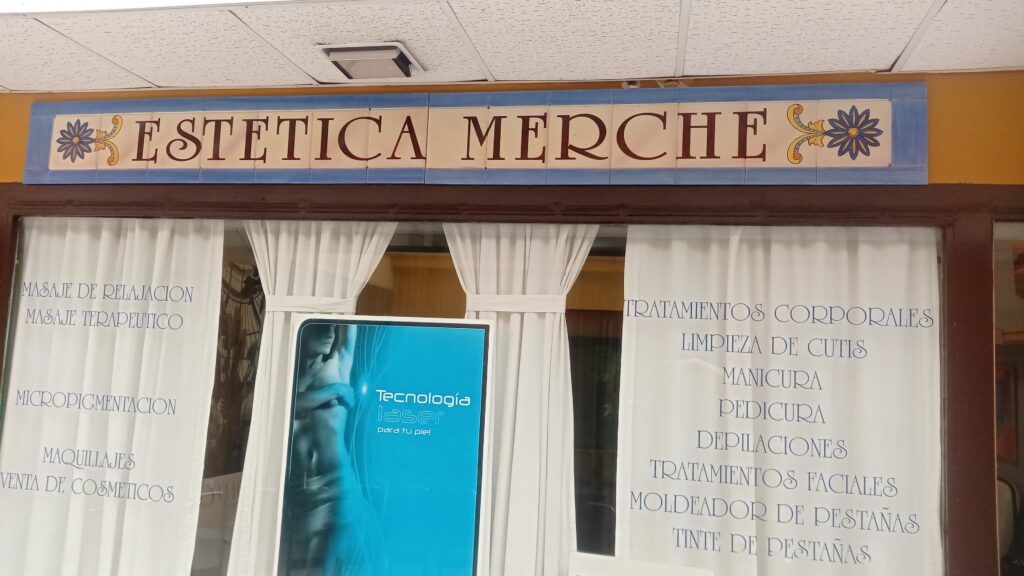 ESTETICA MERCHE
MASAJE DE RELAJACION
MASAJE TERAPEUTICO
MICROPIGMENTACION
MAQUILLAJES
VENTA DE COSMETICOS
Tecnología
laser
para tu piel
TRATAMIENTOS CORPORALES
LIMPIEZA DE CUTIS
MANICURA
PEDICURA
DEPILACIONES
TRATAMIENTOS FACIALES
MOLDEADOR DE PESTAÑAS
TINTE DE PESTAÑAS